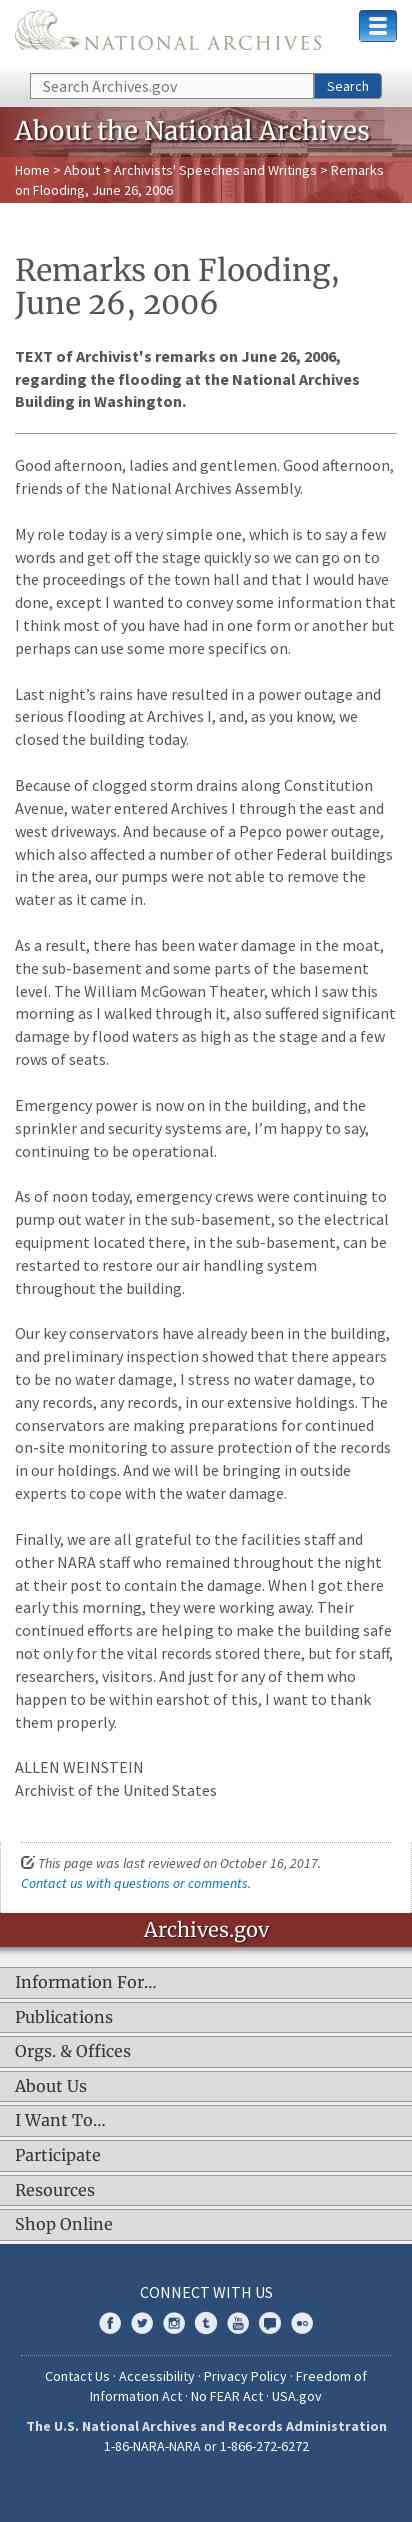 NATIONAL ARCHIVES
Search Archives.gov
Search
About the National Archives
Home > About > Archivists' Speeches and Writings > Remarks
on Flooding, June 26, 2006
Remarks on Flooding,
June 26, 2006
TEXT of Archivist's remarks on June 26, 2006,
regarding the flooding at the National Archives
Building in Washington.
Good afternoon, ladies and gentlemen. Good afternoon,
friends of the National Archives Assembly.
My role today is a very simple one, which is to say a few
words and get off the stage quickly so we can go on to
the proceedings of the town hall and that I would have
done, except I wanted to convey some information that
I think most of you have had in one form or another but
perhaps can use some more specifics on.
Last night’s rains have resulted in a power outage and
serious flooding at Archives I, and, as you know, we
closed the building today.
Because of clogged storm drains along Constitution
Avenue, water entered Archives I through the east and
west driveways. And because of a Pepco power outage,
which also affected a number of other Federal buildings
in the area, our pumps were not able to remove the
water as it came in.
As a result, there has been water damage in the moat,
the sub-basement and some parts of the basement
level. The William McGowan Theater, which I saw this
morning as I walked through it, also suffered significant
damage by flood waters as high as the stage and a few
rows of seats.
Emergency power is now on in the building, and the
sprinkler and security systems are, I’m happy to say,
continuing to be operational.
As of noon today, emergency crews were continuing to
pump out water in the sub-basement, so the electrical
equipment located there, in the sub-basement, can be
restarted to restore our air handling system
throughout the building.
Our key conservators have already been in the building,
and preliminary inspection showed that there appears
to be no water damage, I stress no water damage, to
any records, any records, in our extensive holdings. The
conservators are making preparations for continued
on-site monitoring to assure protection of the records
in our holdings. And we will be bringing in outside
experts to cope with the water damage.
Finally, we are all grateful to the facilities staff and
other NARA staff who remained throughout the night
at their post to contain the damage. When I got there
early this morning, they were working away. Their
continued efforts are helping to make the building safe
not only for the vital records stored there, but for staff,
researchers, visitors. And just for any of them who
happen to be within earshot of this, I want to thank
them properly.
ALLEN WEINSTEIN
Archivist of the United States
This page was last reviewed on October 16, 2017.
Contact us with questions or comments.
Archives.gov
Information For…
Publications
Orgs. & Offices
About Us
I Want To…
Participate
Resources
Shop Online
CONNECT WITH US
Contact Us · Accessibility · Privacy Policy · Freedom of
Information Act · No FEAR Act · USA.gov
The U.S. National Archives and Records Administration
1-86-NARA-NARA or 1-866-272-6272